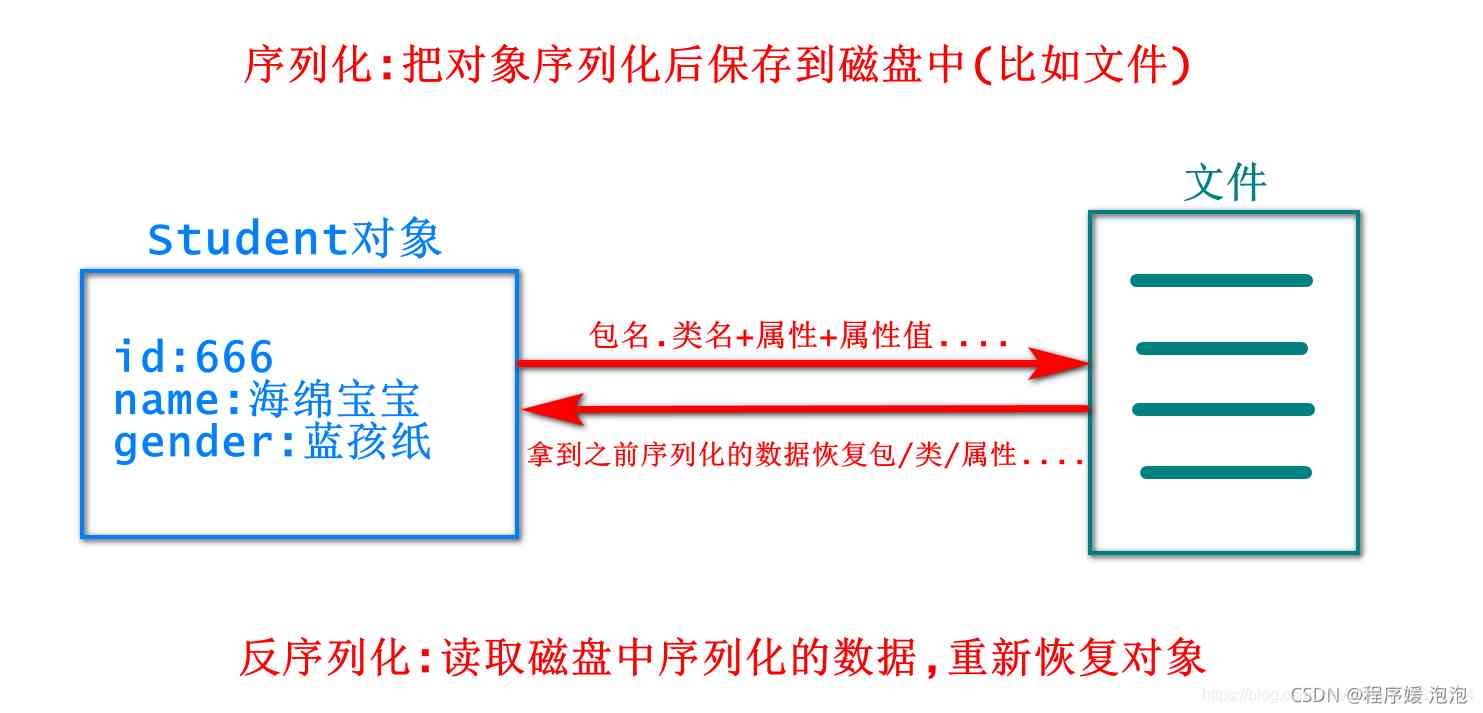 序列化:把对象序列化后保存到磁盘中(比如文件)
文件
Student对象
id:666
name:海绵宝宝
gender:蓝孩纸
包名.类名+属性+属性值....
拿到之前序列化的数据恢复包/类/属性....
反序列化:读取磁盘中序列化的数据,重新恢复对象
CSDN @程序媛 泡泡